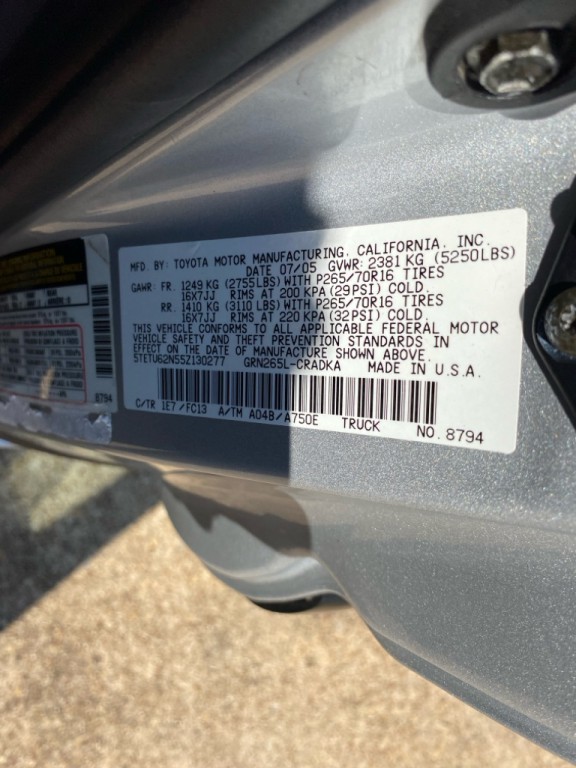 MFD. BY: TOYOTA MOTOR MANUFACTURING, CALIFORNIA, INC.
DATE 07/05 GVWR: 2381 KG (5250LBS)
GAWR: FR. 1249 KG (2755LBS) WITH P265/70R16 TIRES
16X7JJ RIMS AT 200 KPA (29PSI) COLD.
RR. 1410 KG (3110 LBS) WITH P265/70R16 TIRES
16X7JJ RIMS AT 220 KPA (32PSI) COLD.
THIS VEHICLE CONFORMS TO ALL APPLICABLE FEDERAL MOTOR
VEHICLE SAFETY AND THEFT PREVENTION STANDARDS IN
EFFECT ON THE DATE OF MANUFACTURE SHOWN ABOVE.
5TETU62N55Z130277 GRN265L-CRADKA MADE IN U.S.A.
C/TR 1E7/FC13 A/TM A04B/A750E TRUCK NO. 8794
8794